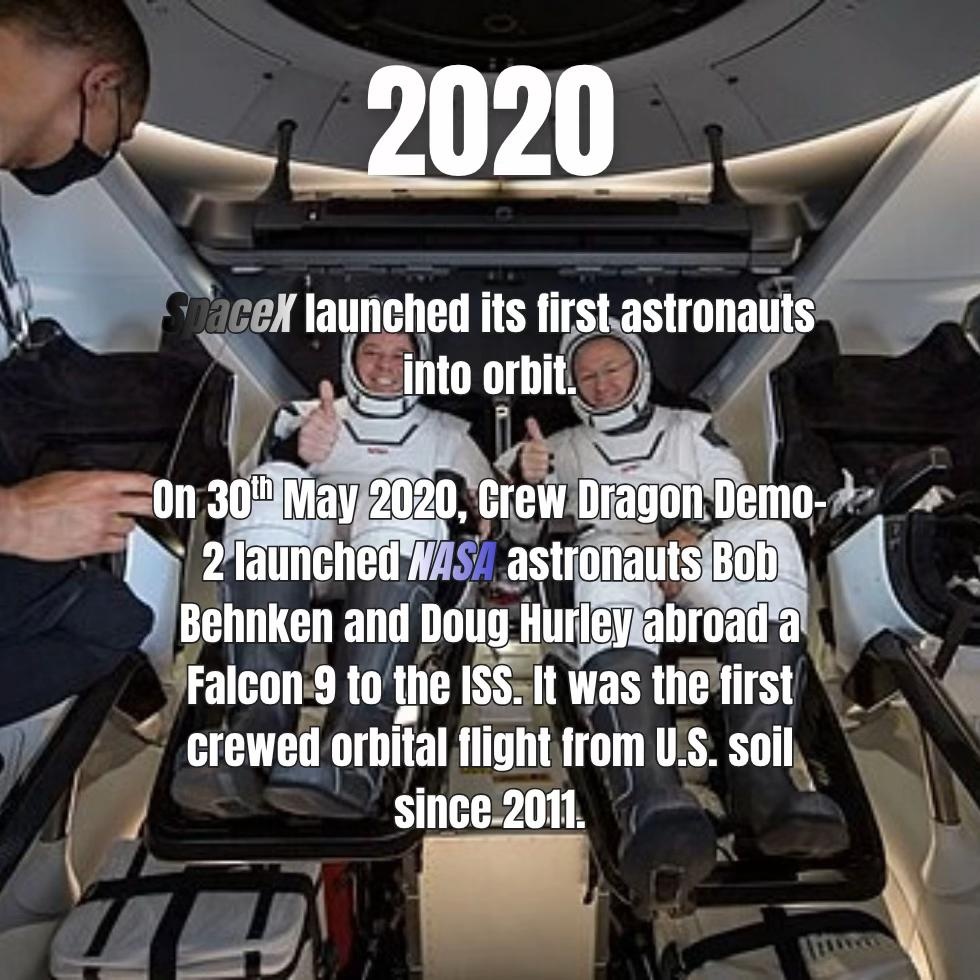 2020
SpaceX launched its first astronauts
into orbit.
On 30th May 2020, Crew Dragon Demo-
2 launched NASA astronauts Bob
Behnken and Doug Hurley abroad a
Falcon 9 to the ISS. It was the first
crewed orbital flight from U.S. soil
since 2011.